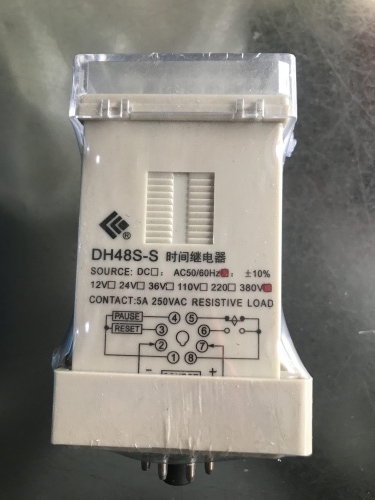 ®
DH48S-S 时间继电器
SOURCE: DC□: AC50/60Hz■: ±10%
12V□ 24V□ 36V□ 110V□ 220□ 380V■
CONTACT:5A 250VAC RESISTIVE LOAD
PAUSE 4 5
RESET 3 6
2 7
1 8
− +